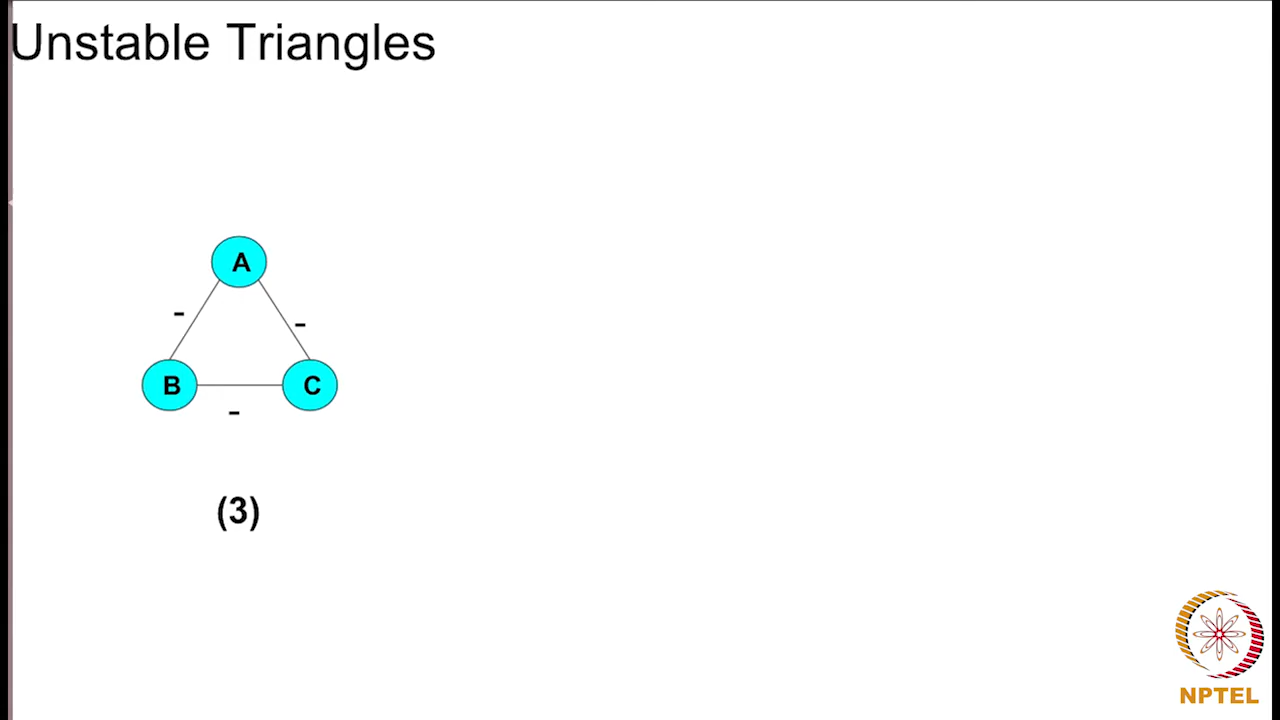 Unstable Triangles
A
-
-
B
C
-
(3)
NPTEL